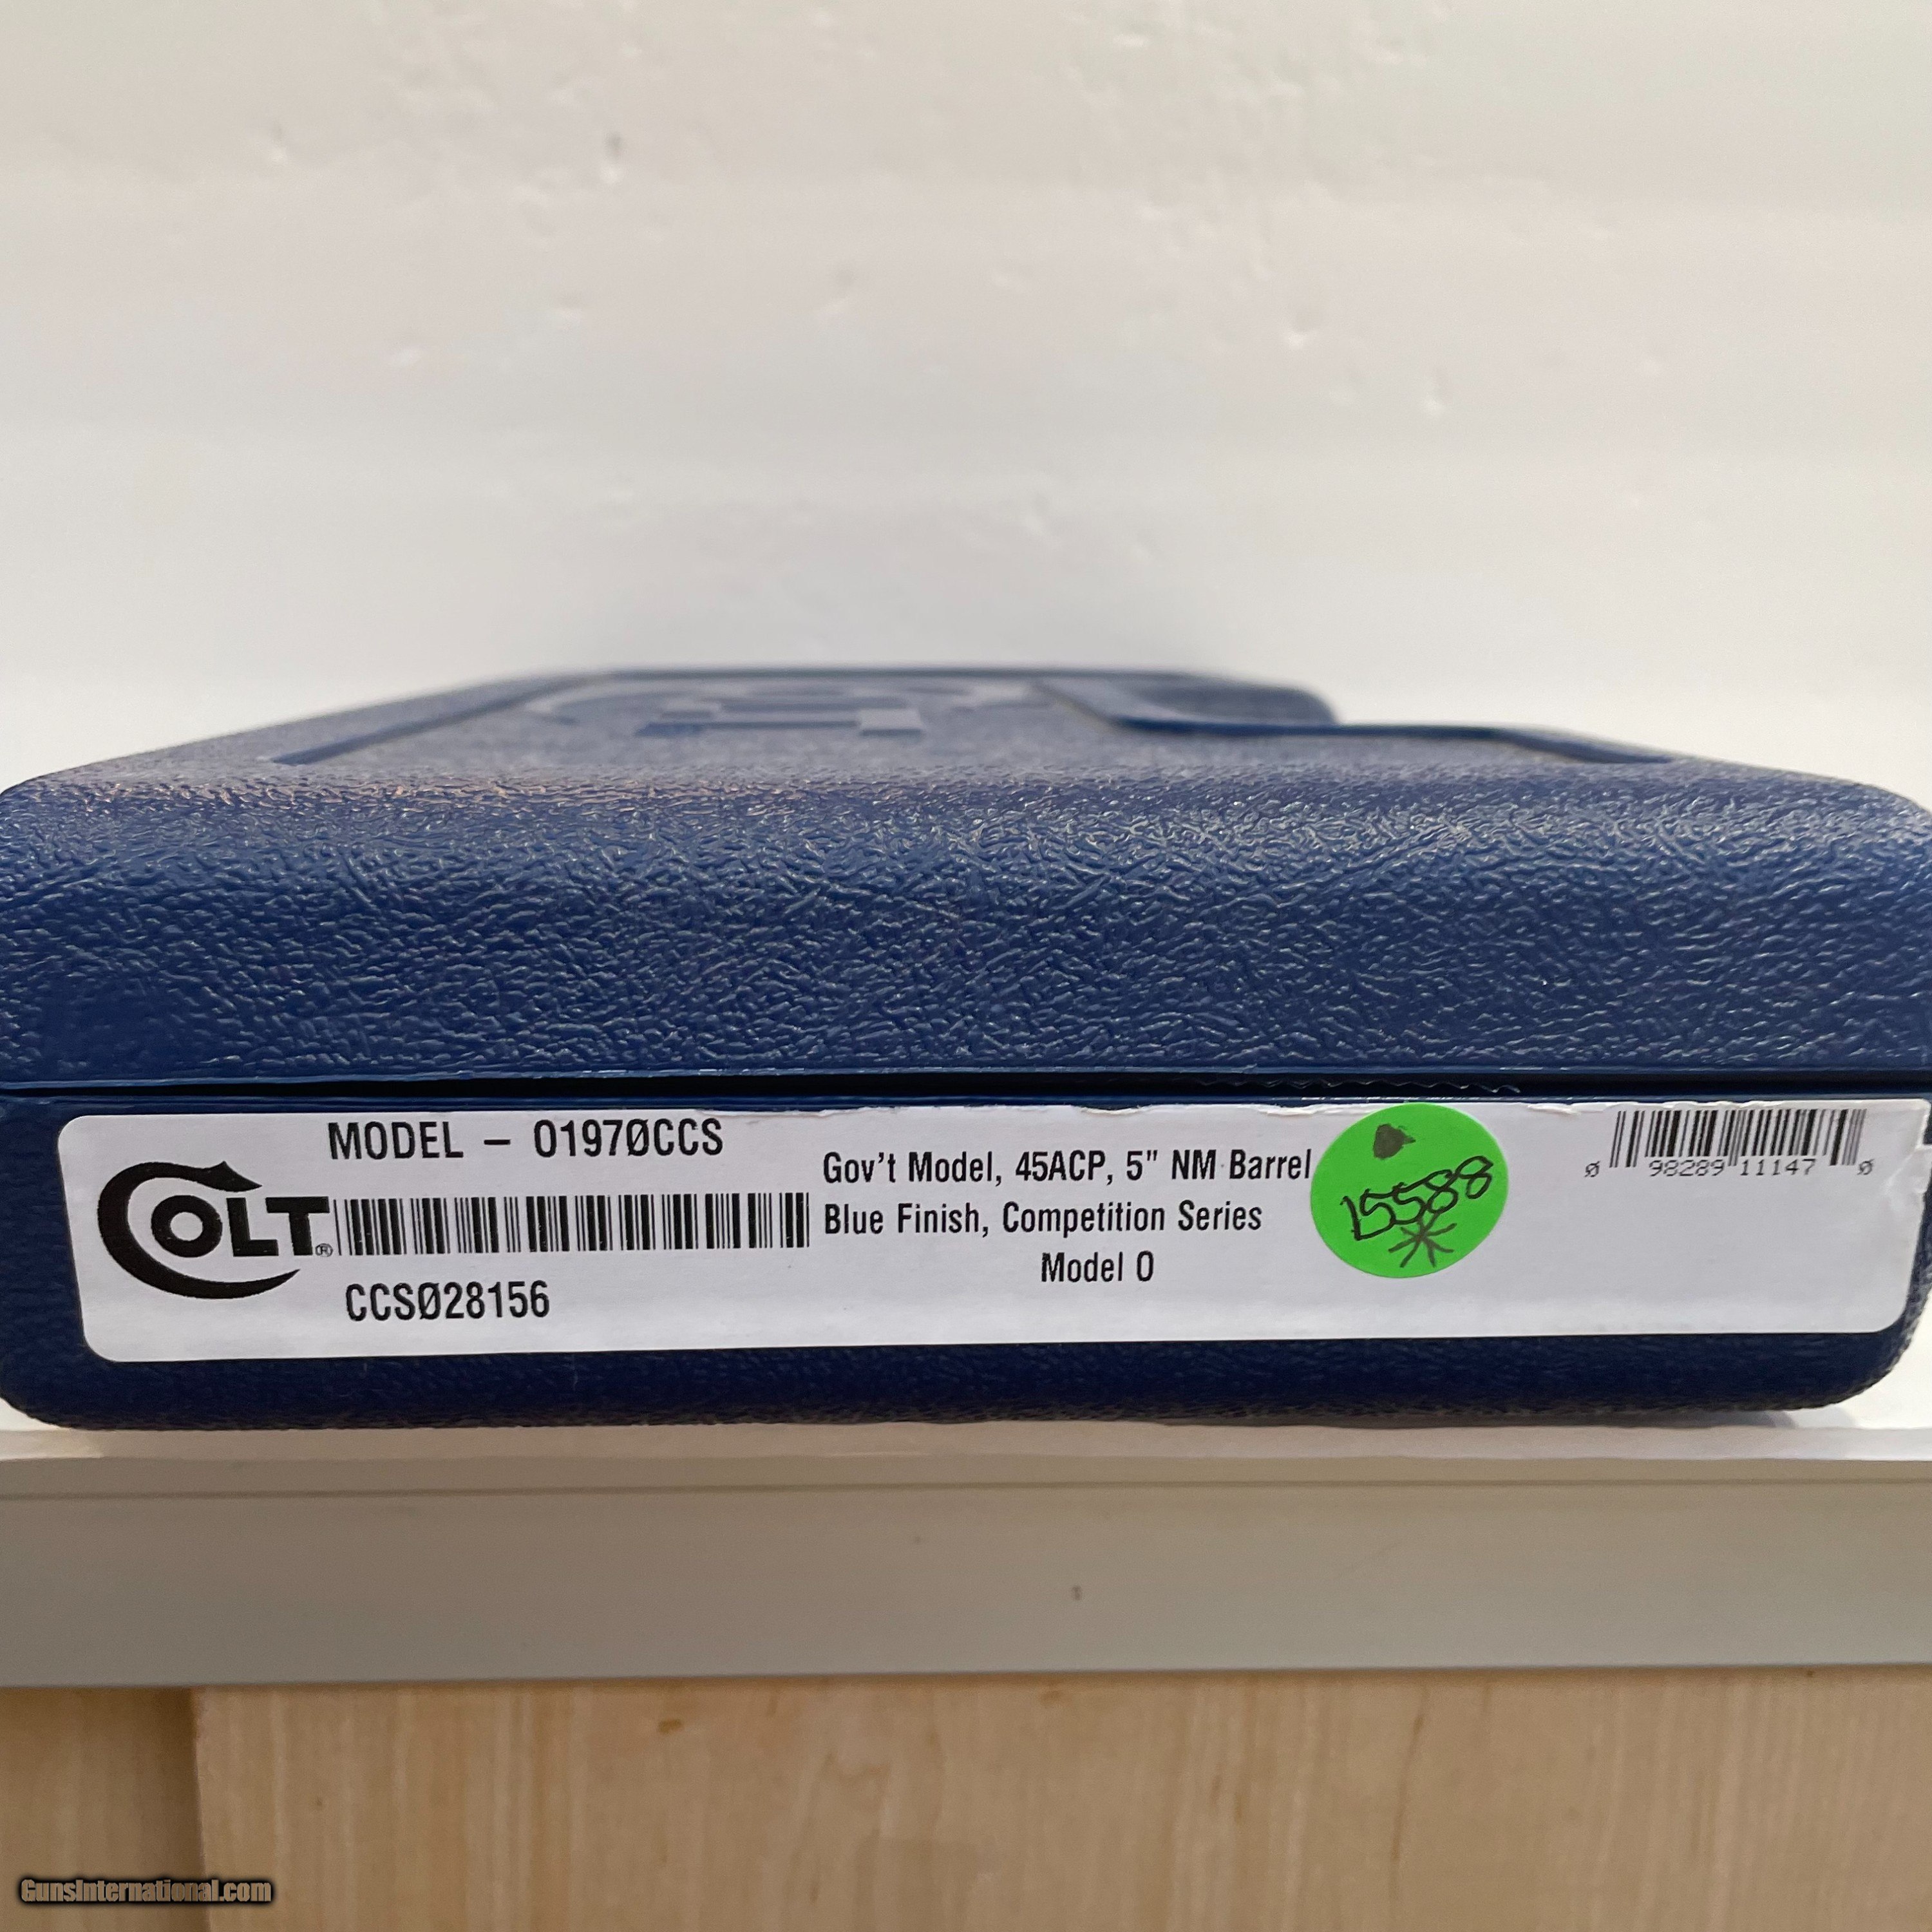 MODEL – O197ØCCS
COLT®
CCSØ28156
Gov't Model, 45ACP, 5" NM Barrel
Blue Finish, Competition Series
Model O
15588
Ø 98289 11147 Ø
GunsInternational.com